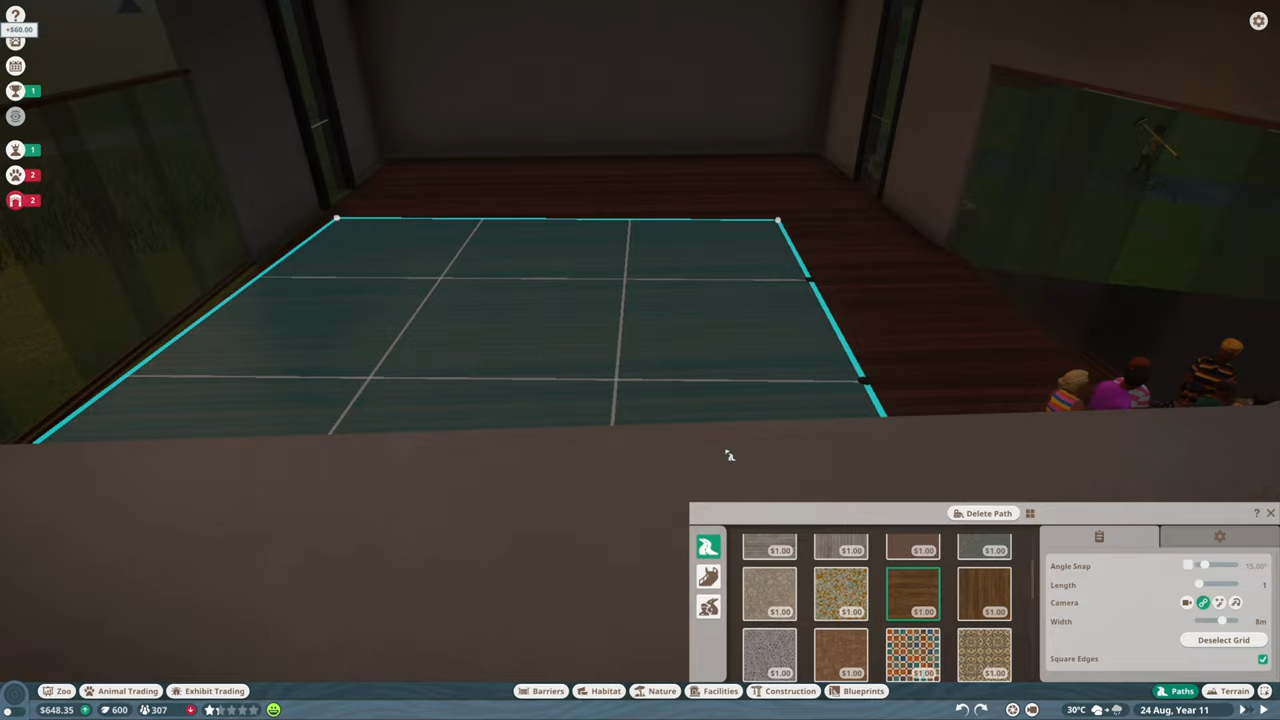 ?
+$60.00
1
1
2
2
Delete Path
?
$1.00 $1.00 $1.00 $1.00
$1.00 $1.00 $1.00 $1.00
$1.00 $1.00 $1.00 $1.00
Angle Snap 15.00°
Length 1
Camera
Width 8m
Deselect Grid
Square Edges
Zoo Animal Trading Exhibit Trading Barriers Habitat Nature Facilities Construction Blueprints Paths Terrain
$648.35 600 307 30°C 24 Aug, Year 11